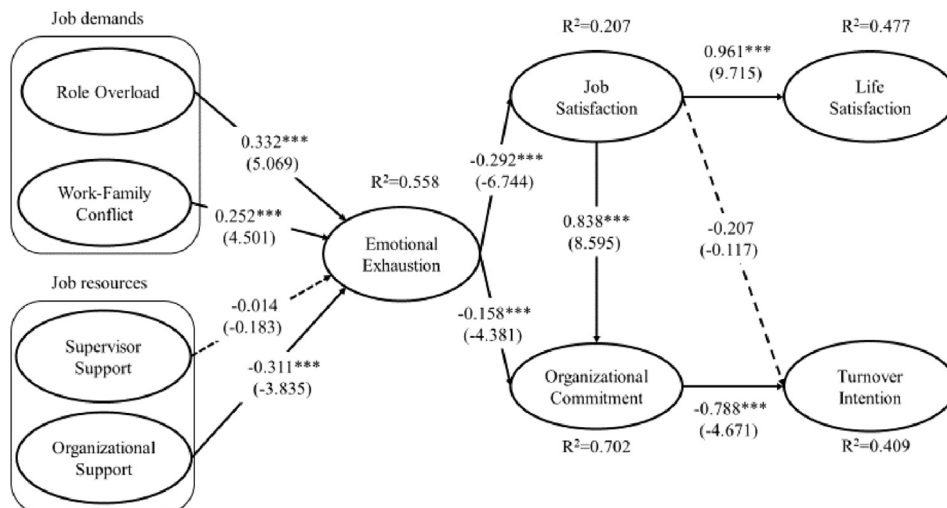 Job demands
Role Overload
Work-Family
Conflict
Job resources
Supervisor
Support
Organizational
Support
0.332***
(5.069)
0.252***
(4.501)
-0.014
(-0.183)
-0.311***
(-3.835)
R²=0.558
Emotional
Exhaustion
-0.292***
(-6.744)
-0.158***
(-4.381)
R²=0.207
Job
Satisfaction
0.838***
(8.595)
Organizational
Commitment
R²=0.702
0.961***
(9.715)
-0.207
(-0.117)
-0.788***
(-4.671)
R²=0.477
Life
Satisfaction
Turnover
Intention
R²=0.409